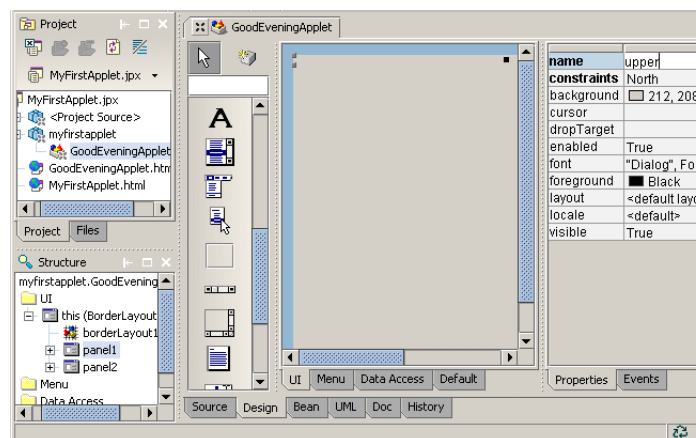 Project
MyFirstApplet.jpx
MyFirstApplet.jpx
<Project Source>
myfirstapplet
GoodEveningApplet
GoodEveningApplet.htm
MyFirstApplet.html
Project Files
Structure
myfirstapplet.GoodEvening
UI
this (BorderLayout
borderLayout1
panel1
panel2
Menu
Data Access
GoodEveningApplet
A
UI Menu Data Access Default
Source Design Bean UML Doc History
name upper
constraints North
background 212, 208
cursor
dropTarget
enabled True
font "Dialog", Fo
foreground Black
layout <default layo
locale <default>
visible True
Properties Events